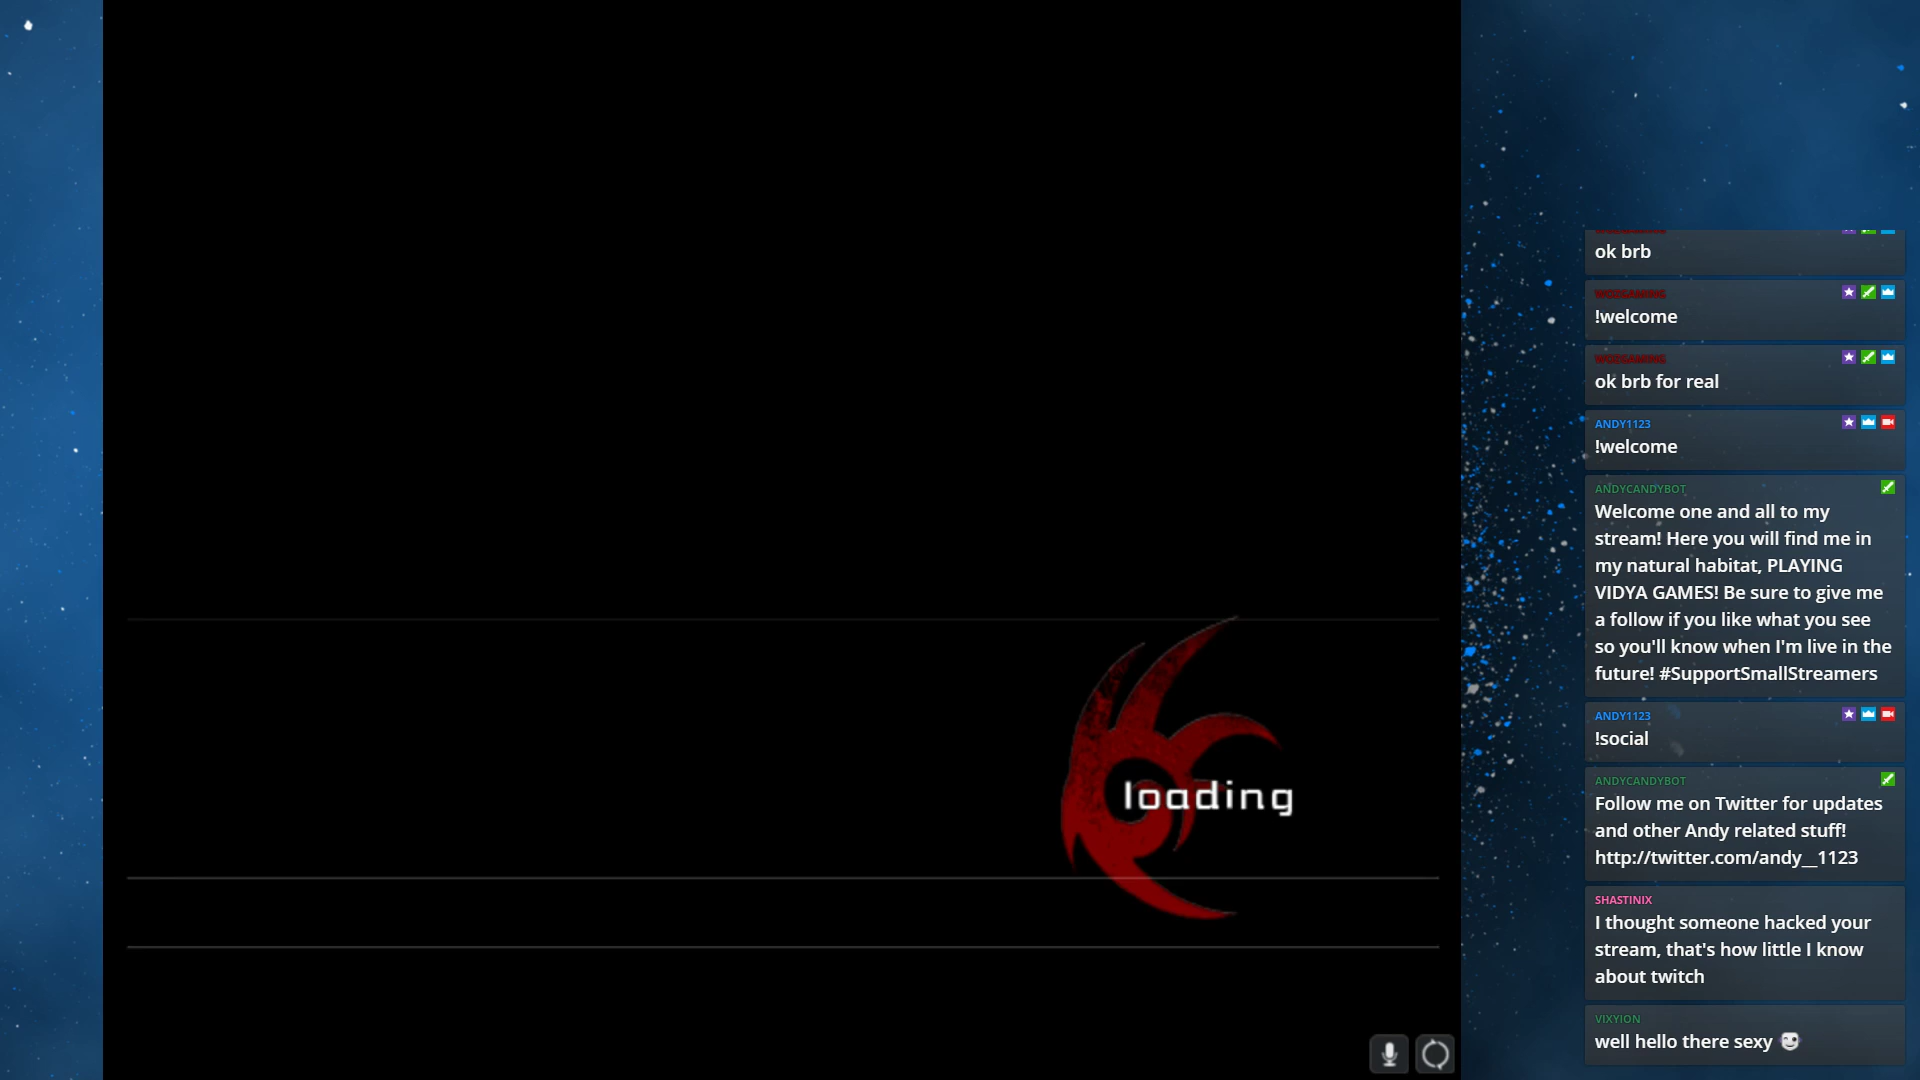 ok brb
WOZGAMING
!welcome
WOZGAMING
ok brb for real
ANDY1123
!welcome
ANDYCANDYBOT
Welcome one and all to my
stream! Here you will find me in
my natural habitat, PLAYING
VIDYA GAMES! Be sure to give me
a follow if you like what you see
so you'll know when I'm live in the
future! #SupportSmallStreamers
ANDY1123
!social
ANDYCANDYBOT
Follow me on Twitter for updates
and other Andy related stuff!
http://twitter.com/andy__1123
SHASTINIX
I thought someone hacked your
stream, that's how little I know
about twitch
VIXYION
well hello there sexy
loading